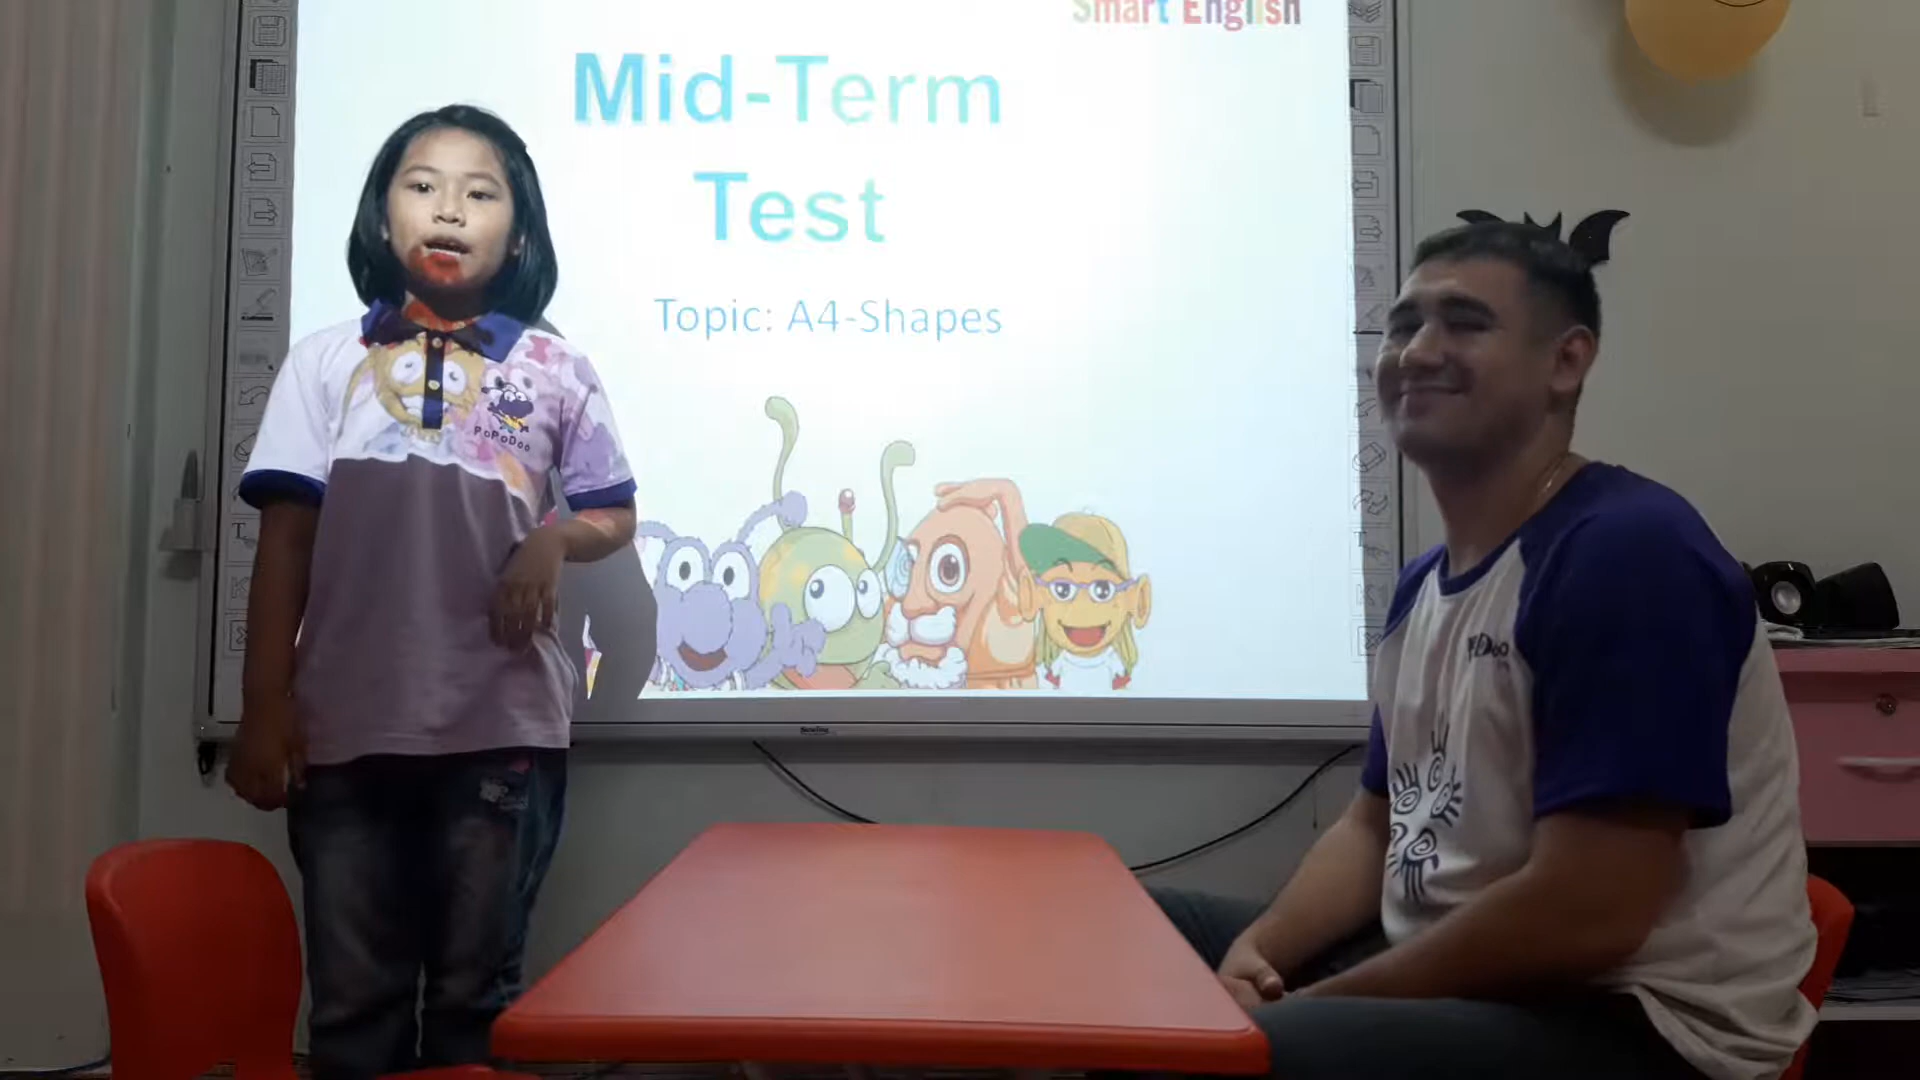 Smart English
Mid-Term
Test
Topic: A4-Shapes
PoPoDoo